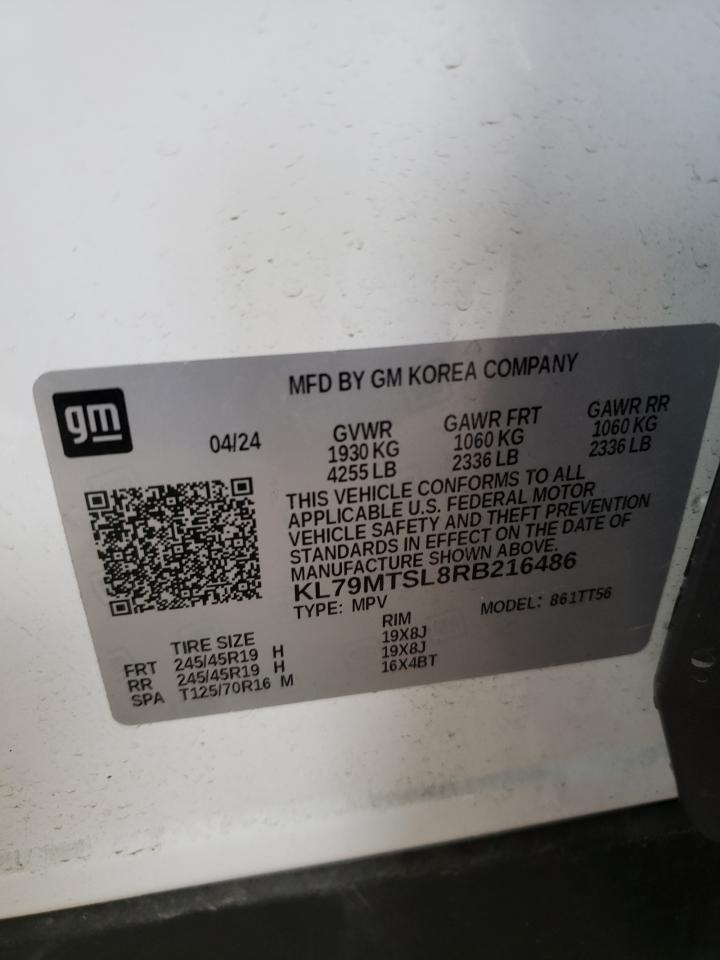 gm
MFD BY GM KOREA COMPANY
04/24
GVWR
1930 KG
4255 LB
GAWR FRT
1060 KG
2336 LB
GAWR RR
1060 KG
2336 LB
THIS VEHICLE CONFORMS TO ALL
APPLICABLE U.S. FEDERAL MOTOR
VEHICLE SAFETY AND THEFT PREVENTION
STANDARDS IN EFFECT ON THE DATE OF
MANUFACTURE SHOWN ABOVE.
KL79MTSL8RB216486
TYPE: MPV
MODEL: 861TT56
TIRE SIZE RIM
FRT 245/45R19 H 19X8J
RR 245/45R19 H 19X8J
SPA T125/70R16 M 16X4BT